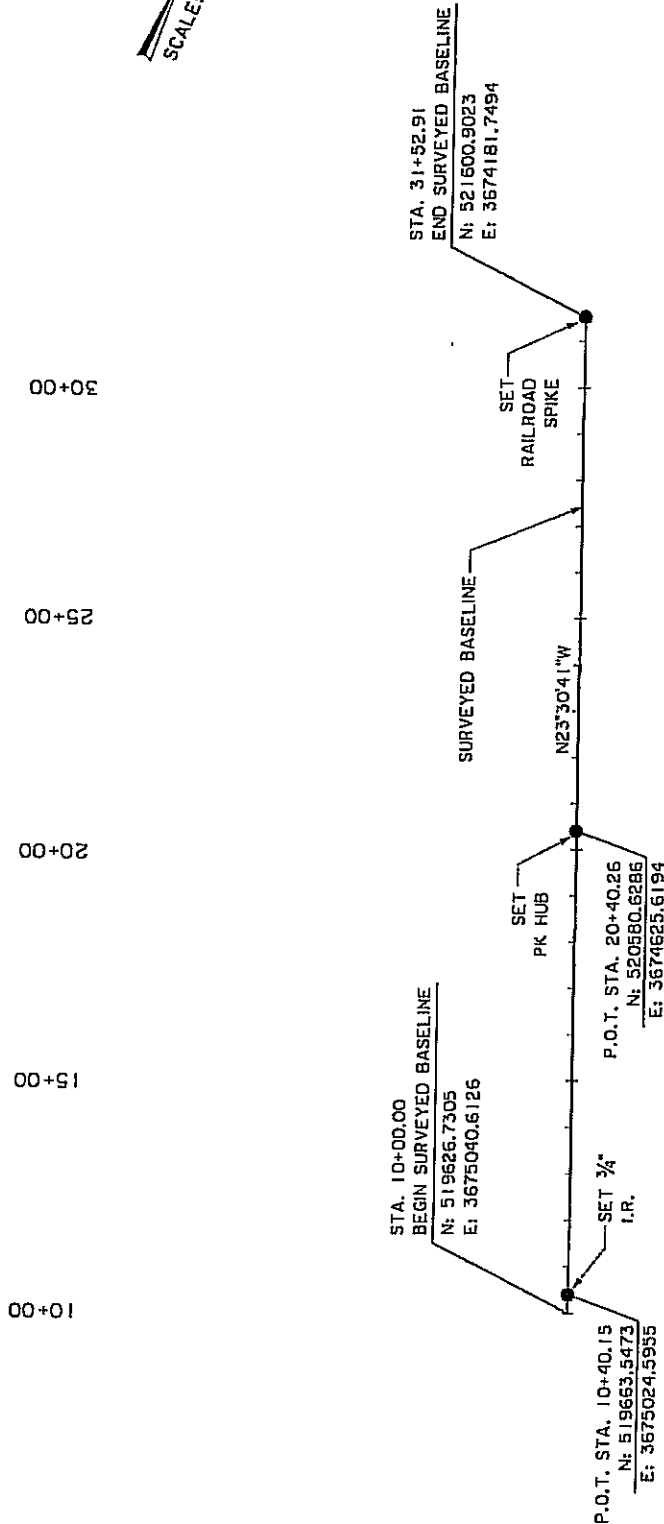 SCALE:
STA. 31+52.91
END SURVEYED BASELINE
N: 521600.9023
E: 3674181.7494
30+00
SET
RAILROAD
SPIKE
25+00
SURVEYED BASELINE
N23°30'41"W
20+00
SET
PK HUB
P.O.T. STA. 20+40.26
N: 520580.6286
E: 3674625.6194
15+00
STA. 10+00.00
BEGIN SURVEYED BASELINE
N: 519626.7305
E: 3675040.6126
SET 3/4"
I.R.
10+00
P.O.T. STA. 10+40.15
N: 519663.5473
E: 3675024.5955